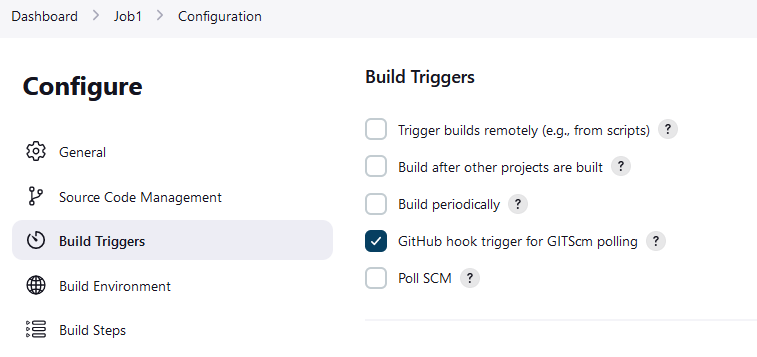 Dashboard > Job1 > Configuration
Configure
General
Source Code Management
Build Triggers
Build Environment
Build Steps
Build Triggers
Trigger builds remotely (e.g., from scripts) ?
Build after other projects are built ?
Build periodically ?
GitHub hook trigger for GITScm polling ?
Poll SCM ?